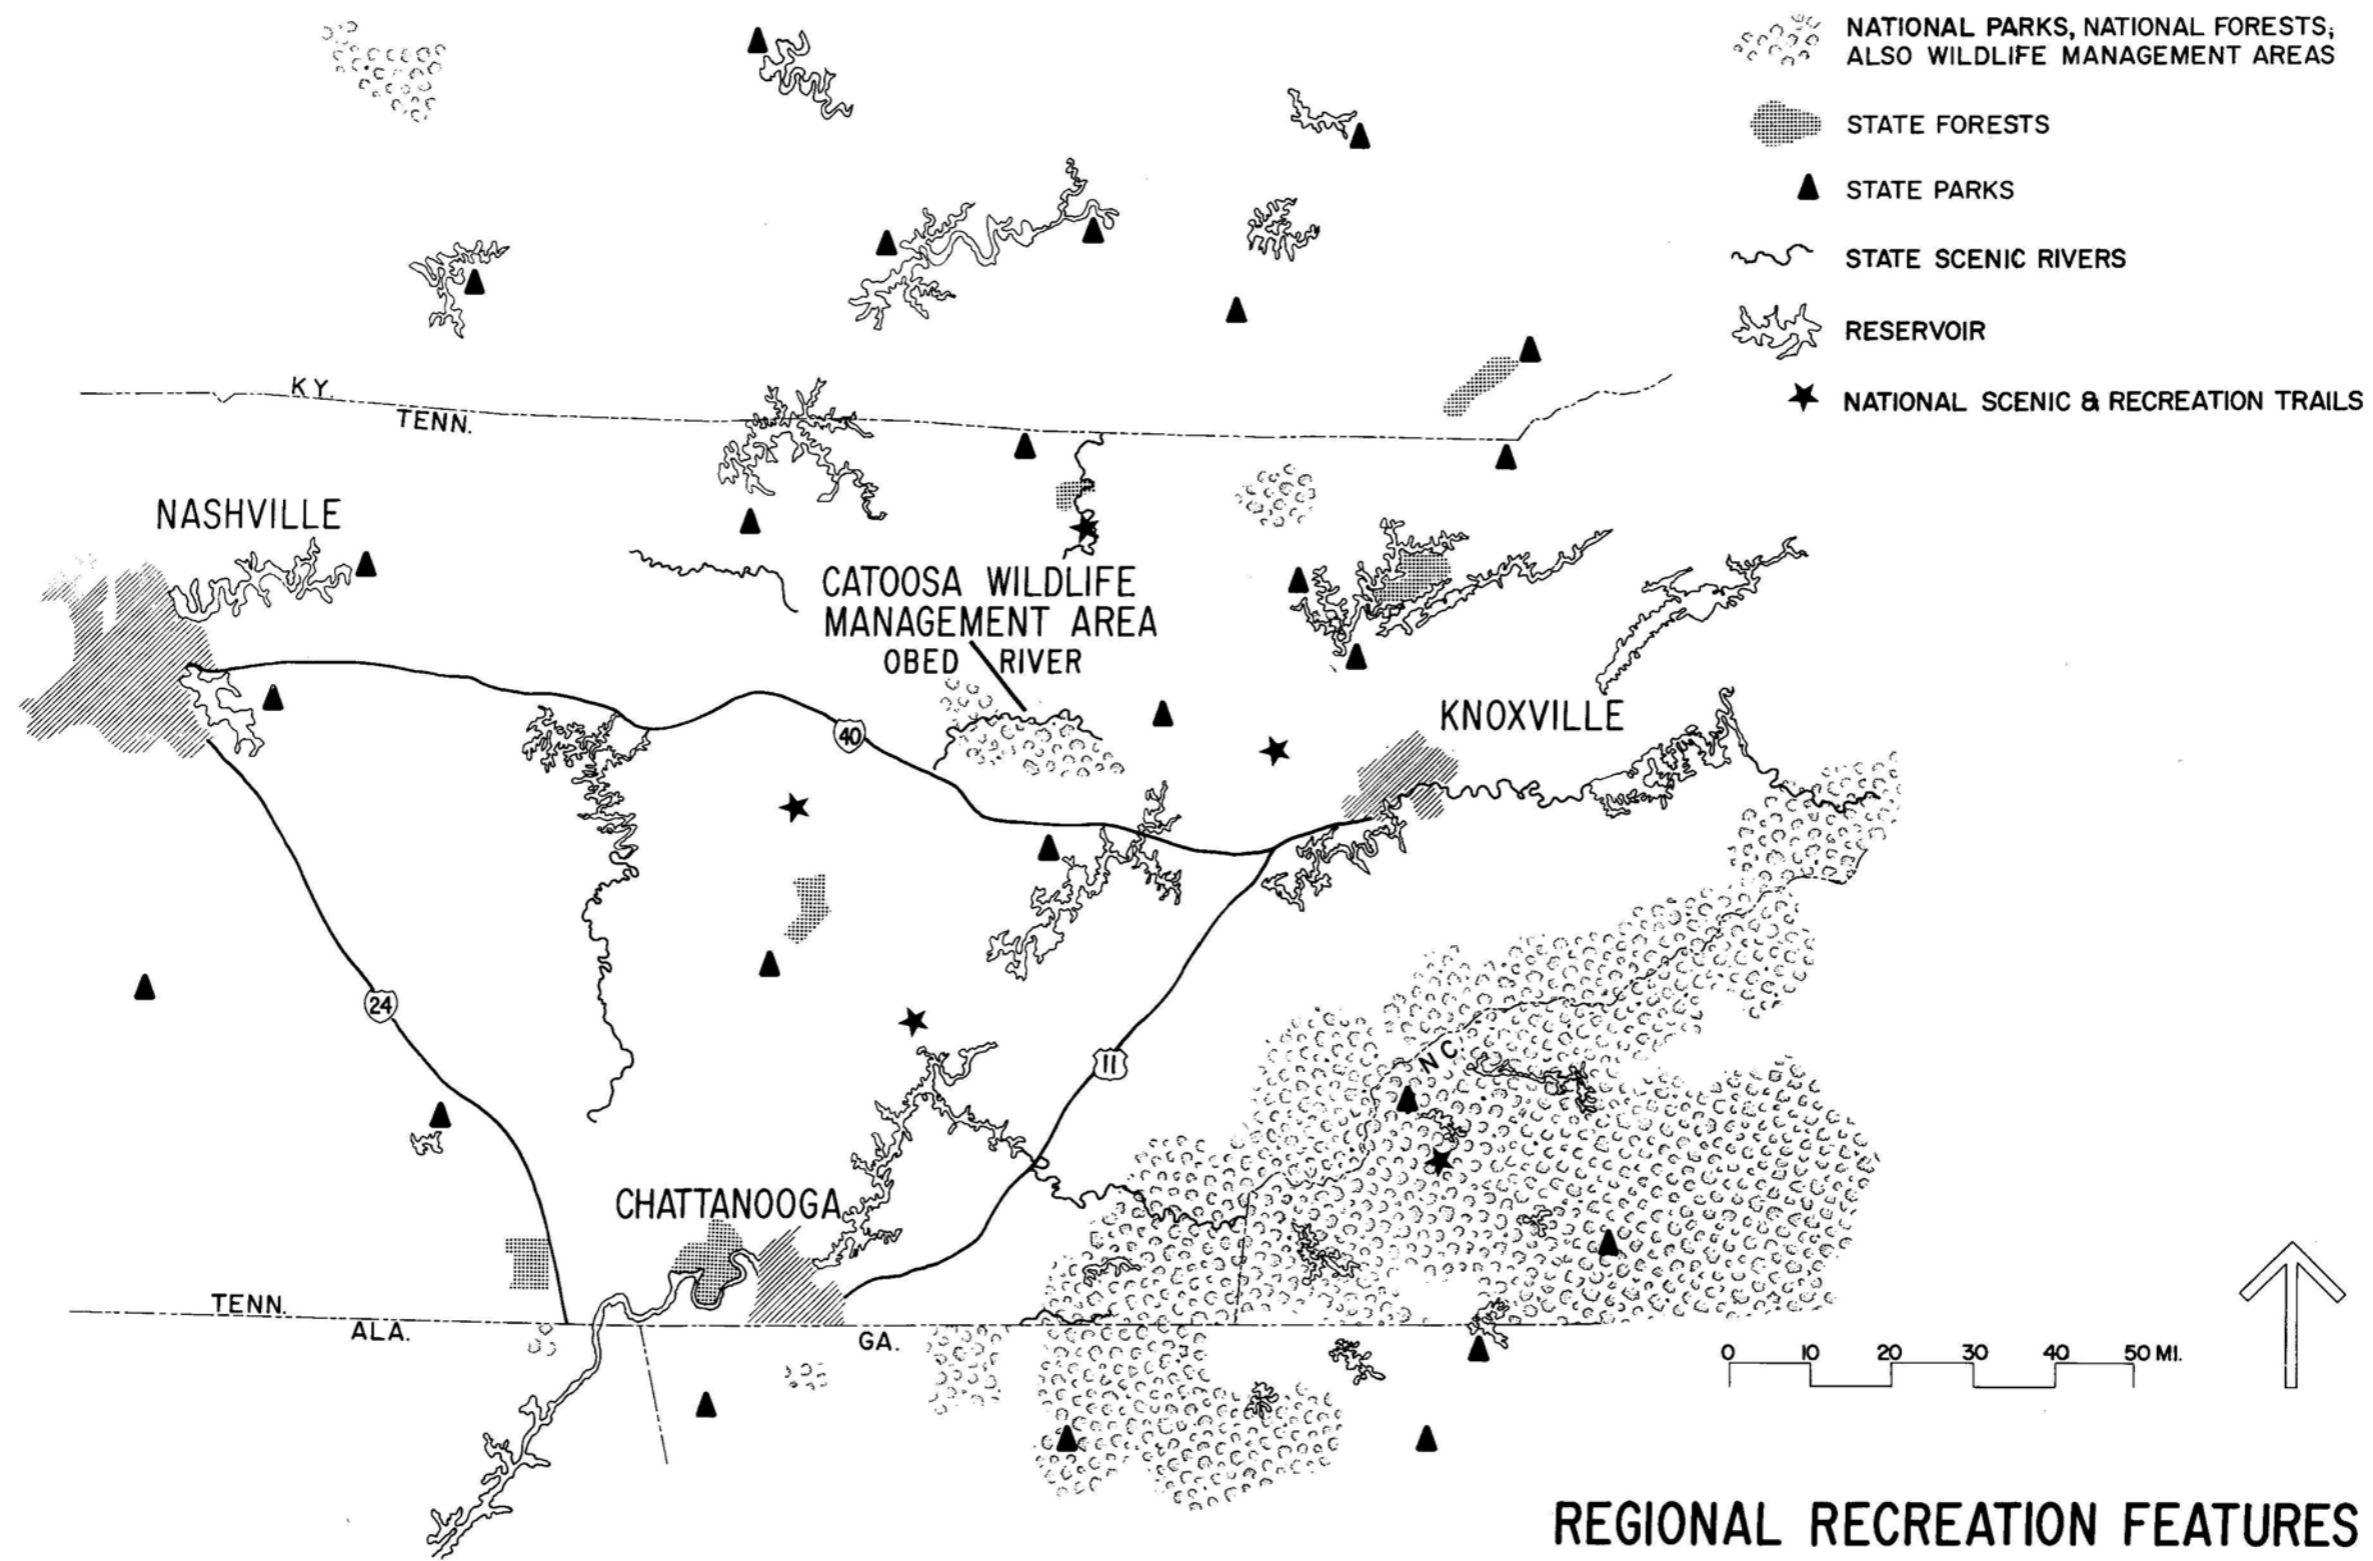 NATIONAL PARKS, NATIONAL FORESTS;
ALSO WILDLIFE MANAGEMENT AREAS
STATE FORESTS
STATE PARKS
STATE SCENIC RIVERS
RESERVOIR
NATIONAL SCENIC & RECREATION TRAILS
KY.
TENN.
NASHVILLE
CATOOSA WILDLIFE
MANAGEMENT AREA
OBED RIVER
KNOXVILLE
40
24
11
N C.
CHATTANOOGA
TENN.
ALA.
GA.
0 10 20 30 40 50 MI.
REGIONAL RECREATION FEATURES